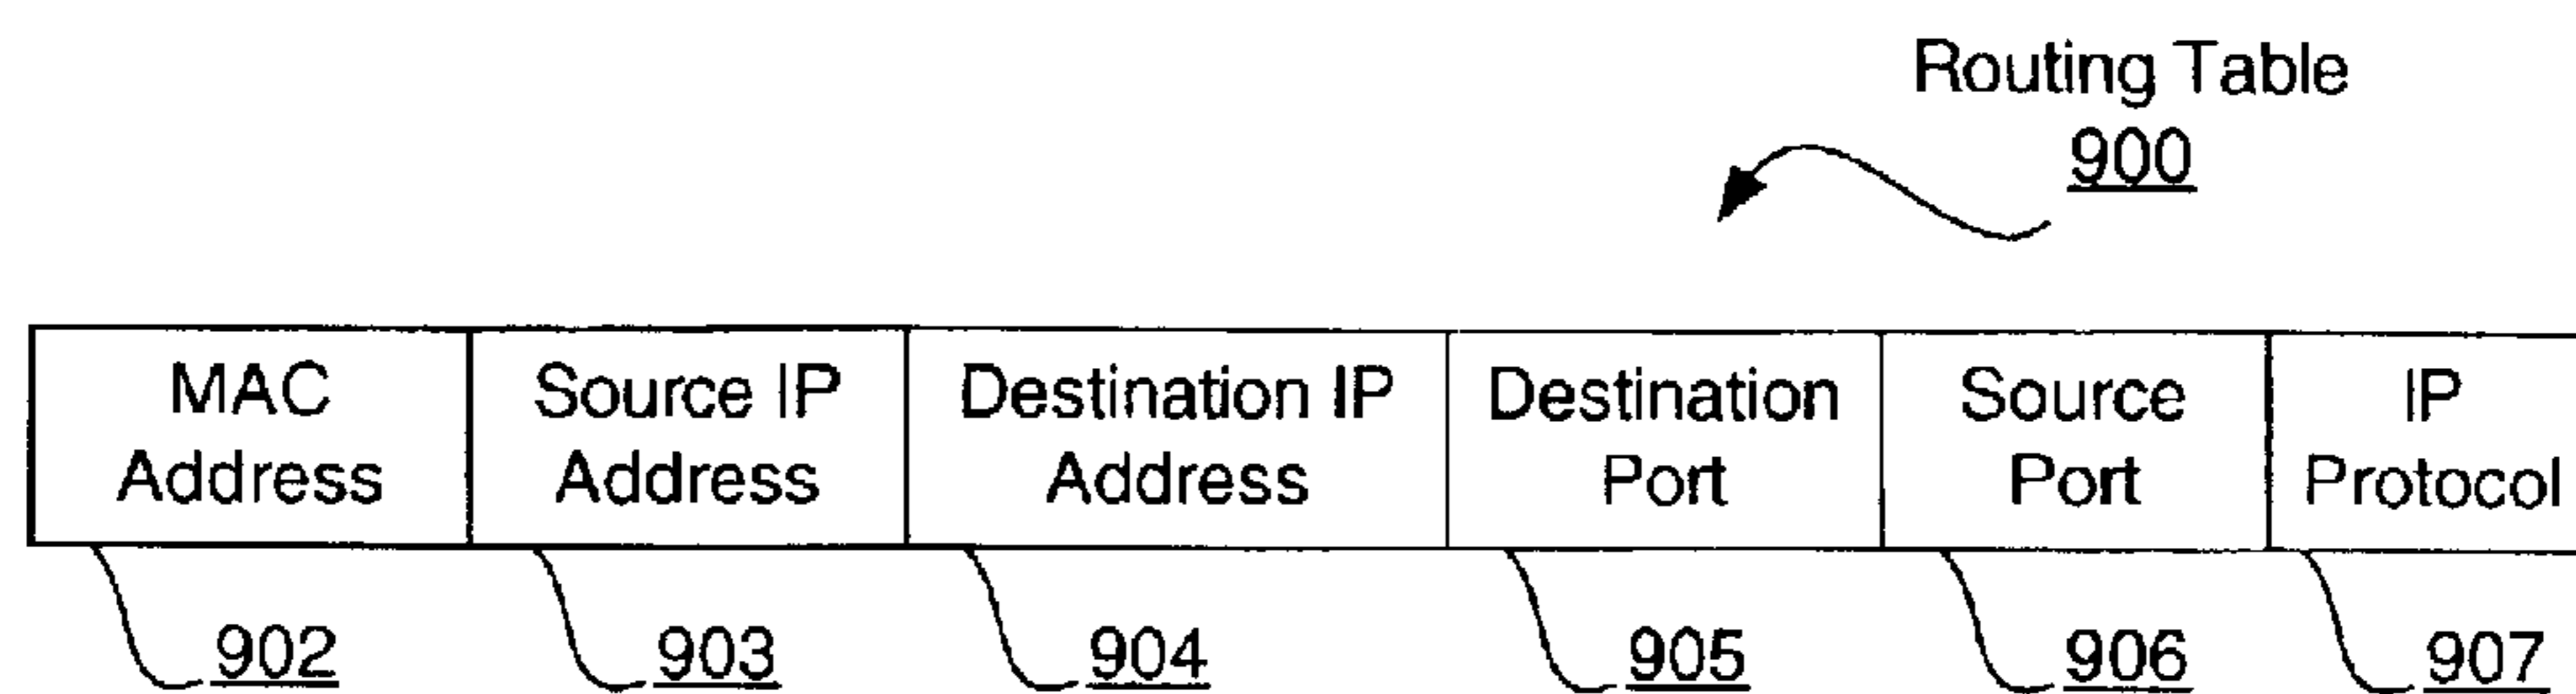 Routing Table
900
MAC Address
Source IP Address
Destination IP Address
Destination Port
Source Port
IP Protocol
902
903
904
905
906
907